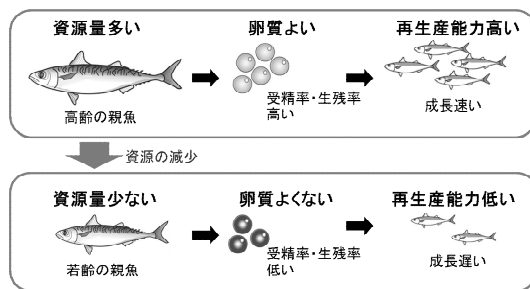 資源量多い
卵質よい
再生産能力高い
高齢の親魚
受精率・生残率
高い
成長速い
資源の減少
資源量少ない
卵質よくない
再生産能力低い
若齢の親魚
受精率・生残率
低い
成長遅い